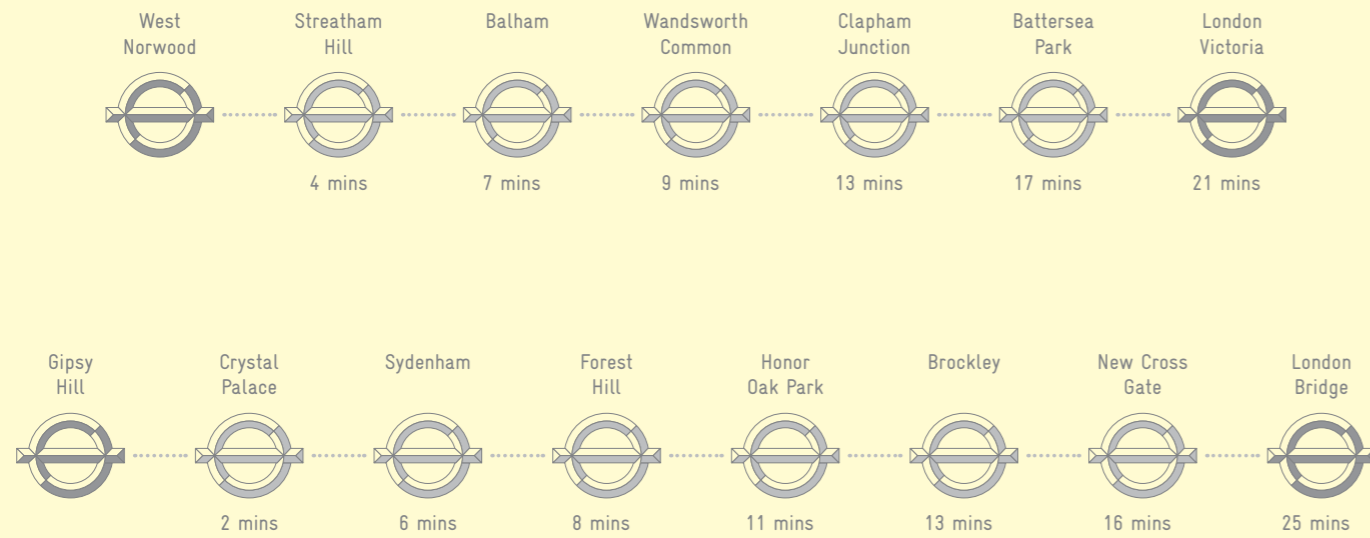 West Norwood
Streatham Hill
Balham
Wandsworth Common
Clapham Junction
Battersea Park
London Victoria
4 mins
7 mins
9 mins
13 mins
17 mins
21 mins
Gipsy Hill
Crystal Palace
Sydenham
Forest Hill
Honor Oak Park
Brockley
New Cross Gate
London Bridge
2 mins
6 mins
8 mins
11 mins
13 mins
16 mins
25 mins